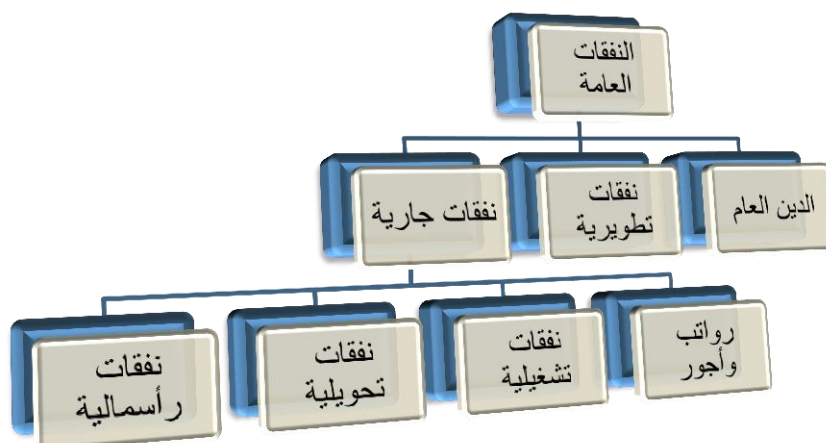 النفقات
العامة
الدين العام
نفقات
تطويرية
نفقات جارية
رواتب
وأجور
نفقات
تشغيلية
نفقات
تحويلية
نفقات
رأسمالية